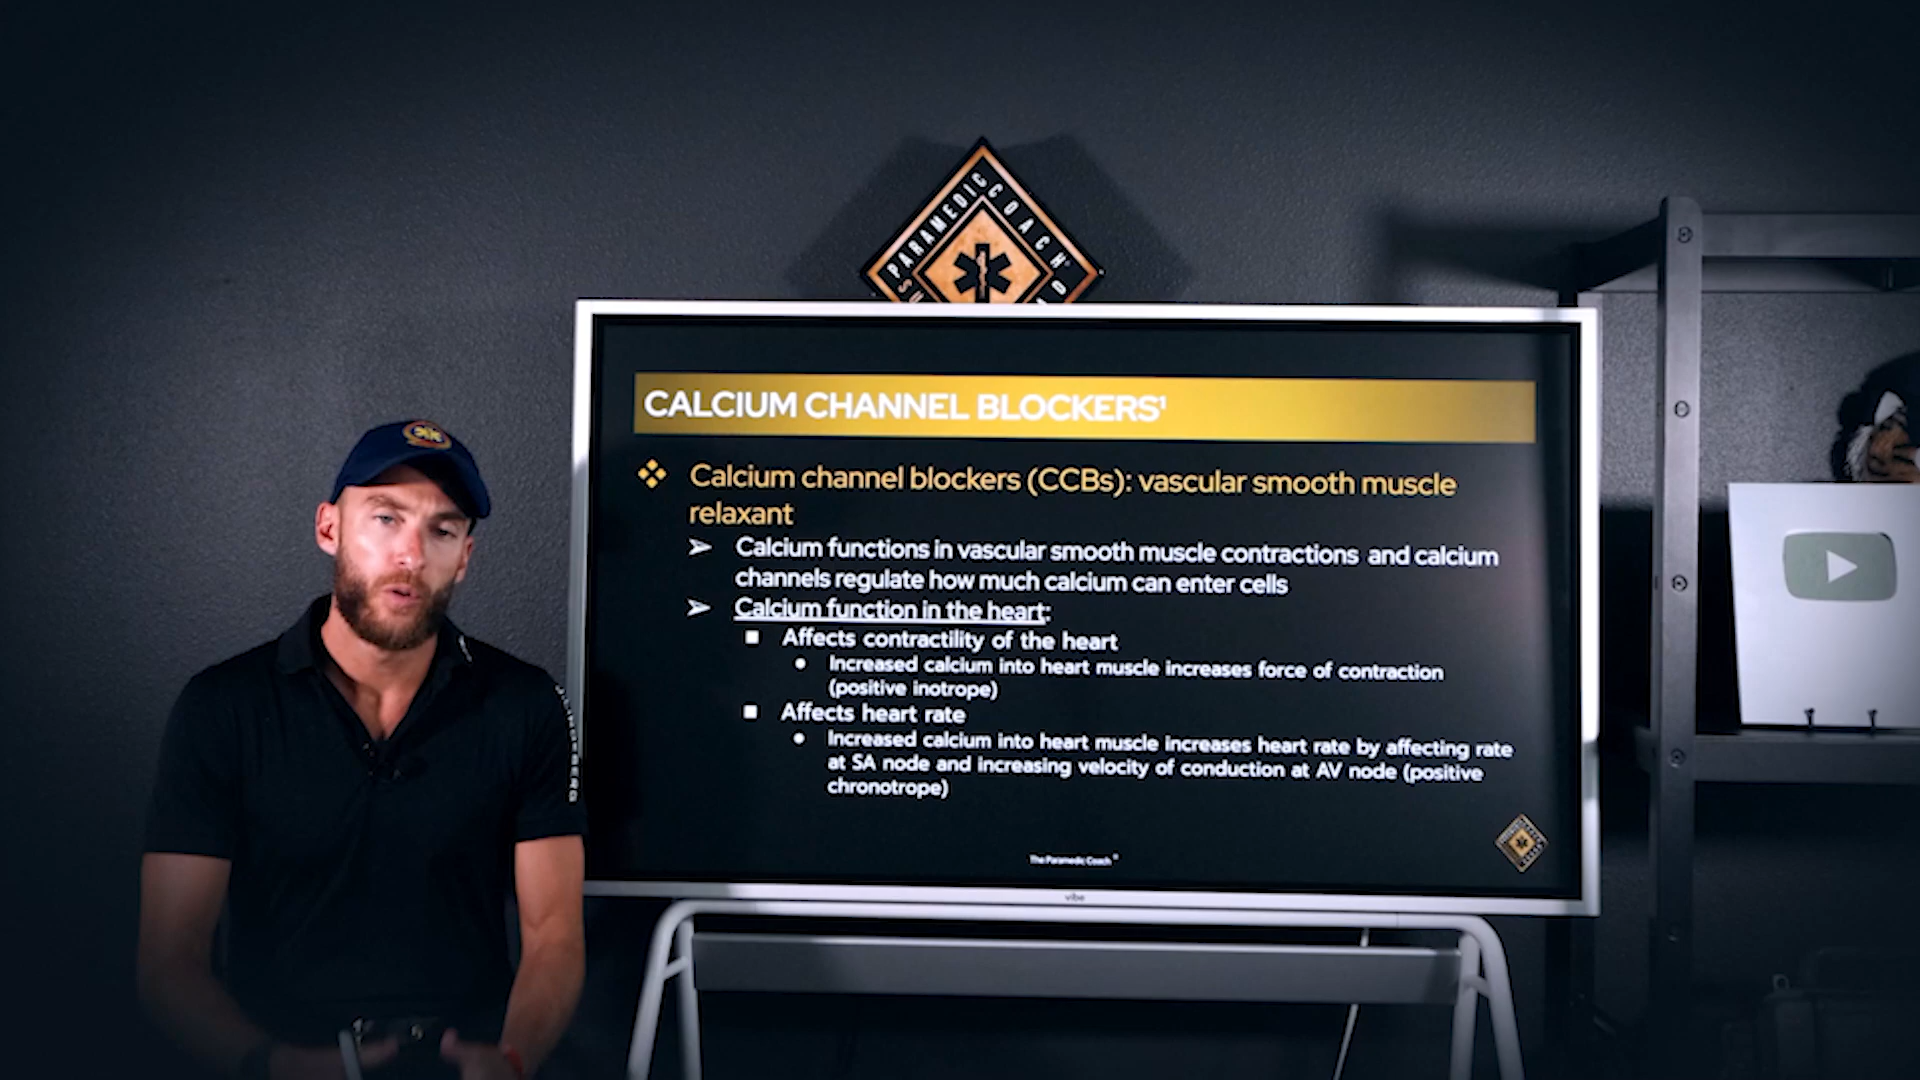 PARAMEDIC COACH
CALCIUM CHANNEL BLOCKERS¹
Calcium channel blockers (CCBs): vascular smooth muscle
relaxant
Calcium functions in vascular smooth muscle contractions and calcium
channels regulate how much calcium can enter cells
Calcium function in the heart:
Affects contractility of the heart
Increased calcium into heart muscle increases force of contraction
(positive inotrope)
Affects heart rate
Increased calcium into heart muscle increases heart rate by affecting rate
at SA node and increasing velocity of conduction at AV node (positive
chronotrope)
The Paramedic Coach
vibe
J.LINDEBERG